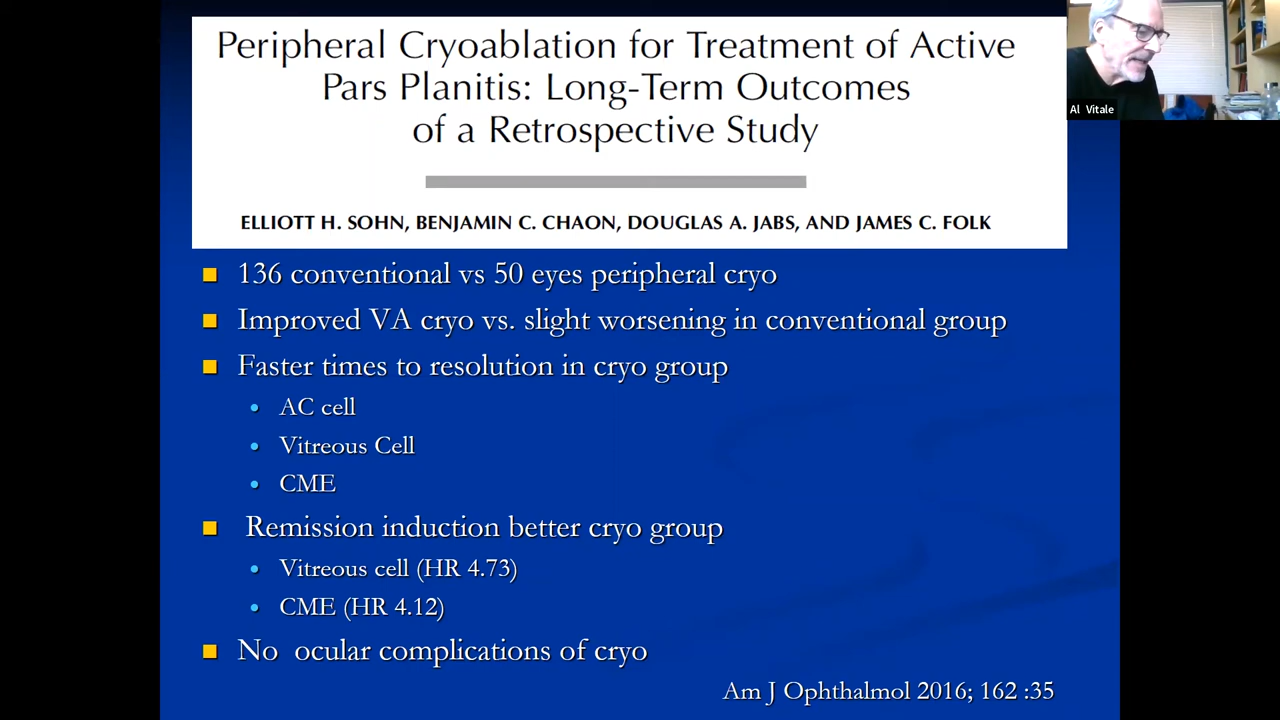 Peripheral Cryoablation for Treatment of Active
Pars Planitis: Long-Term Outcomes
of a Retrospective Study
ELLIOTT H. SOHN, BENJAMIN C. CHAON, DOUGLAS A. JABS, AND JAMES C. FOLK
136 conventional vs 50 eyes peripheral cryo
Improved VA cryo vs. slight worsening in conventional group
Faster times to resolution in cryo group
AC cell
Vitreous Cell
CME
Remission induction better cryo group
Vitreous cell (HR 4.73)
CME (HR 4.12)
No ocular complications of cryo
Am J Ophthalmol 2016; 162 :35
Al Vitale